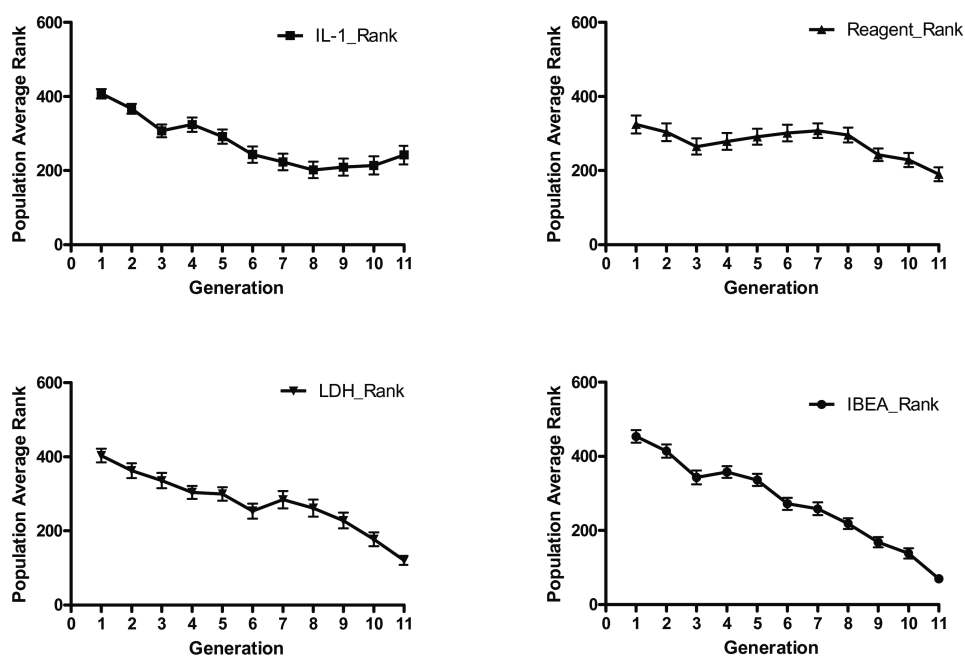 IL-1_Rank
Population Average Rank
600
400
200
0
0 1 2 3 4 5 6 7 8 9 10 11
Generation
Reagent_Rank
Population Average Rank
600
400
200
0
0 1 2 3 4 5 6 7 8 9 10 11
Generation
LDH_Rank
Population Average Rank
600
400
200
0
0 1 2 3 4 5 6 7 8 9 10 11
Generation
IBEA_Rank
Population Average Rank
600
400
200
0
0 1 2 3 4 5 6 7 8 9 10 11
Generation